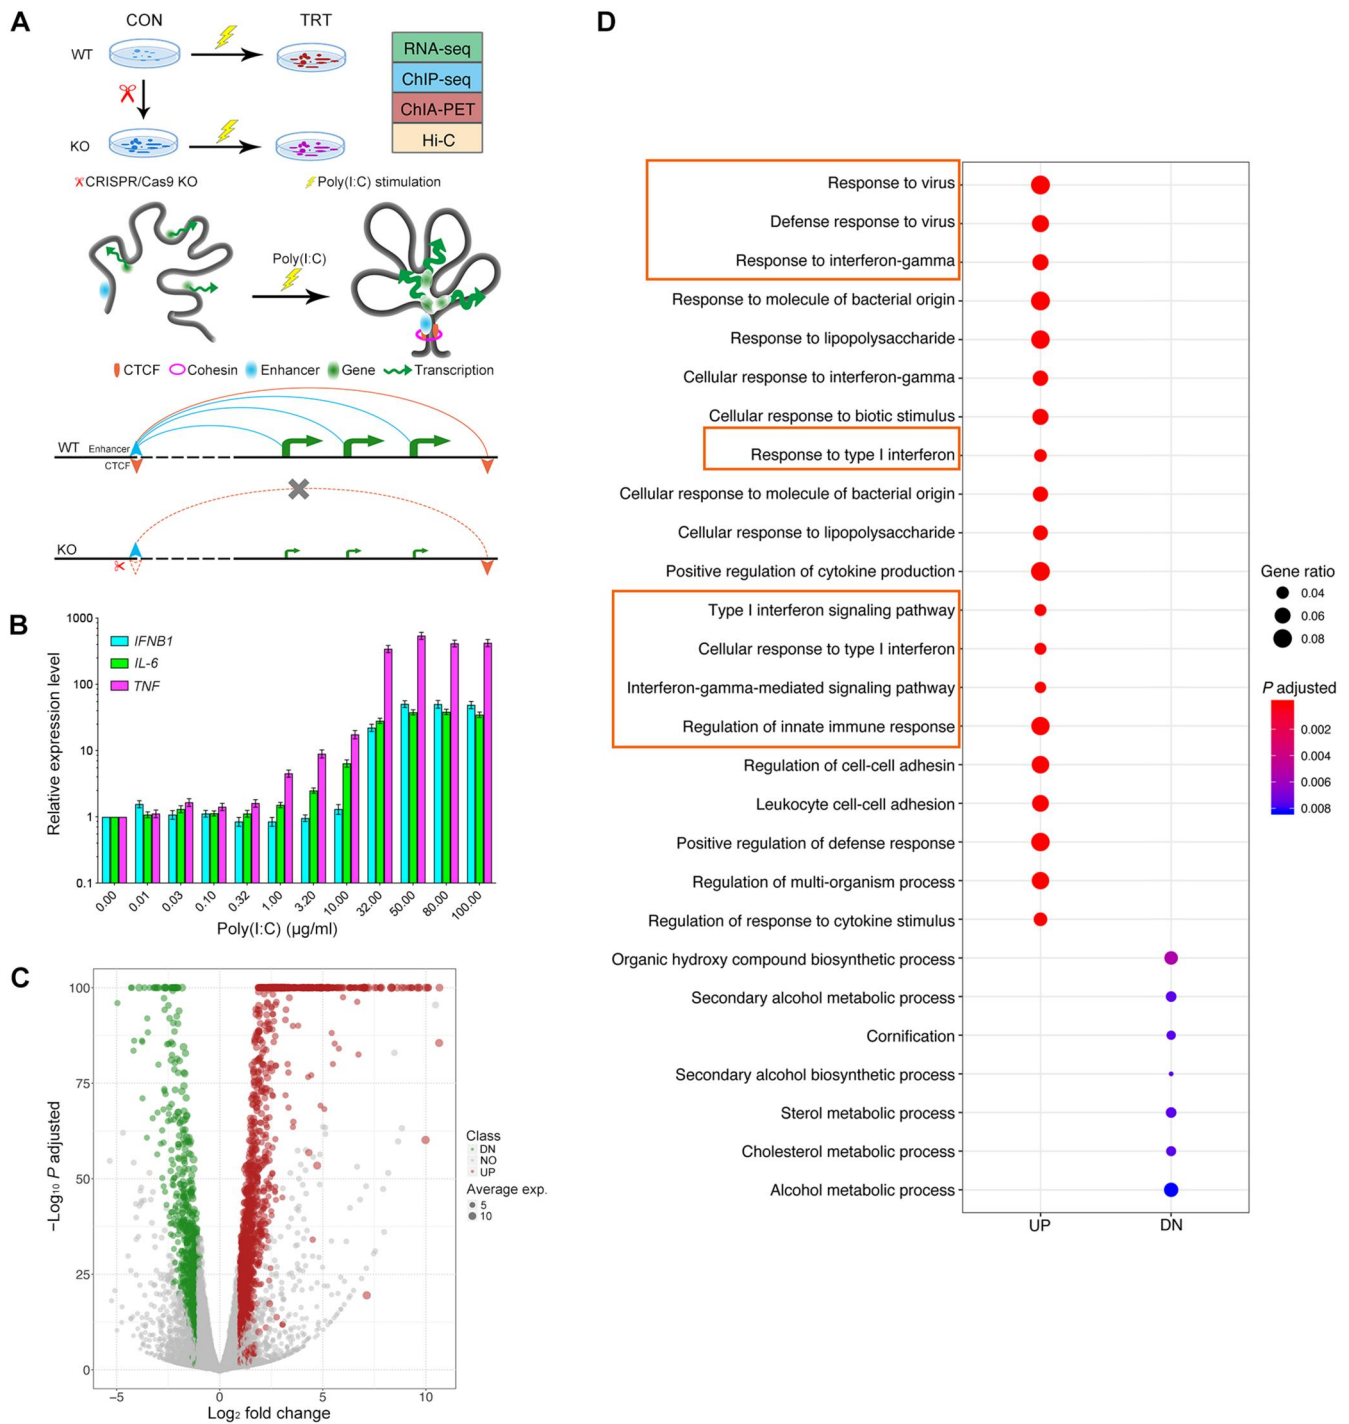 A
CON
TRT
WT
KO
RNA-seq
ChIP-seq
ChIA-PET
Hi-C
CRISPR/Cas9 KO
Poly(I:C) stimulation
Poly(I:C)
CTCF
Cohesin
Enhancer
Gene
Transcription
WT
Enhancer
CTCF
KO
B
Relative expression level
1000
100
10
1
0.1
IFNB1
IL-6
TNF
0.00
0.01
0.03
0.10
0.32
1.00
3.20
10.00
32.00
50.00
80.00
100.00
Poly(I:C) (μg/ml)
C
−Log10 P adjusted
100
75
50
25
0
−5
0
5
10
Log2 fold change
Class
DN
NO
UP
Average exp.
5
10
D
Response to virus
Defense response to virus
Response to interferon-gamma
Response to molecule of bacterial origin
Response to lipopolysaccharide
Cellular response to interferon-gamma
Cellular response to biotic stimulus
Response to type I interferon
Cellular response to molecule of bacterial origin
Cellular response to lipopolysaccharide
Positive regulation of cytokine production
Type I interferon signaling pathway
Cellular response to type I interferon
Interferon-gamma-mediated signaling pathway
Regulation of innate immune response
Regulation of cell-cell adhesin
Leukocyte cell-cell adhesion
Positive regulation of defense response
Regulation of multi-organism process
Regulation of response to cytokine stimulus
Organic hydroxy compound biosynthetic process
Secondary alcohol metabolic process
Cornification
Secondary alcohol biosynthetic process
Sterol metabolic process
Cholesterol metabolic process
Alcohol metabolic process
UP
DN
Gene ratio
0.04
0.06
0.08
P adjusted
0.002
0.004
0.006
0.008